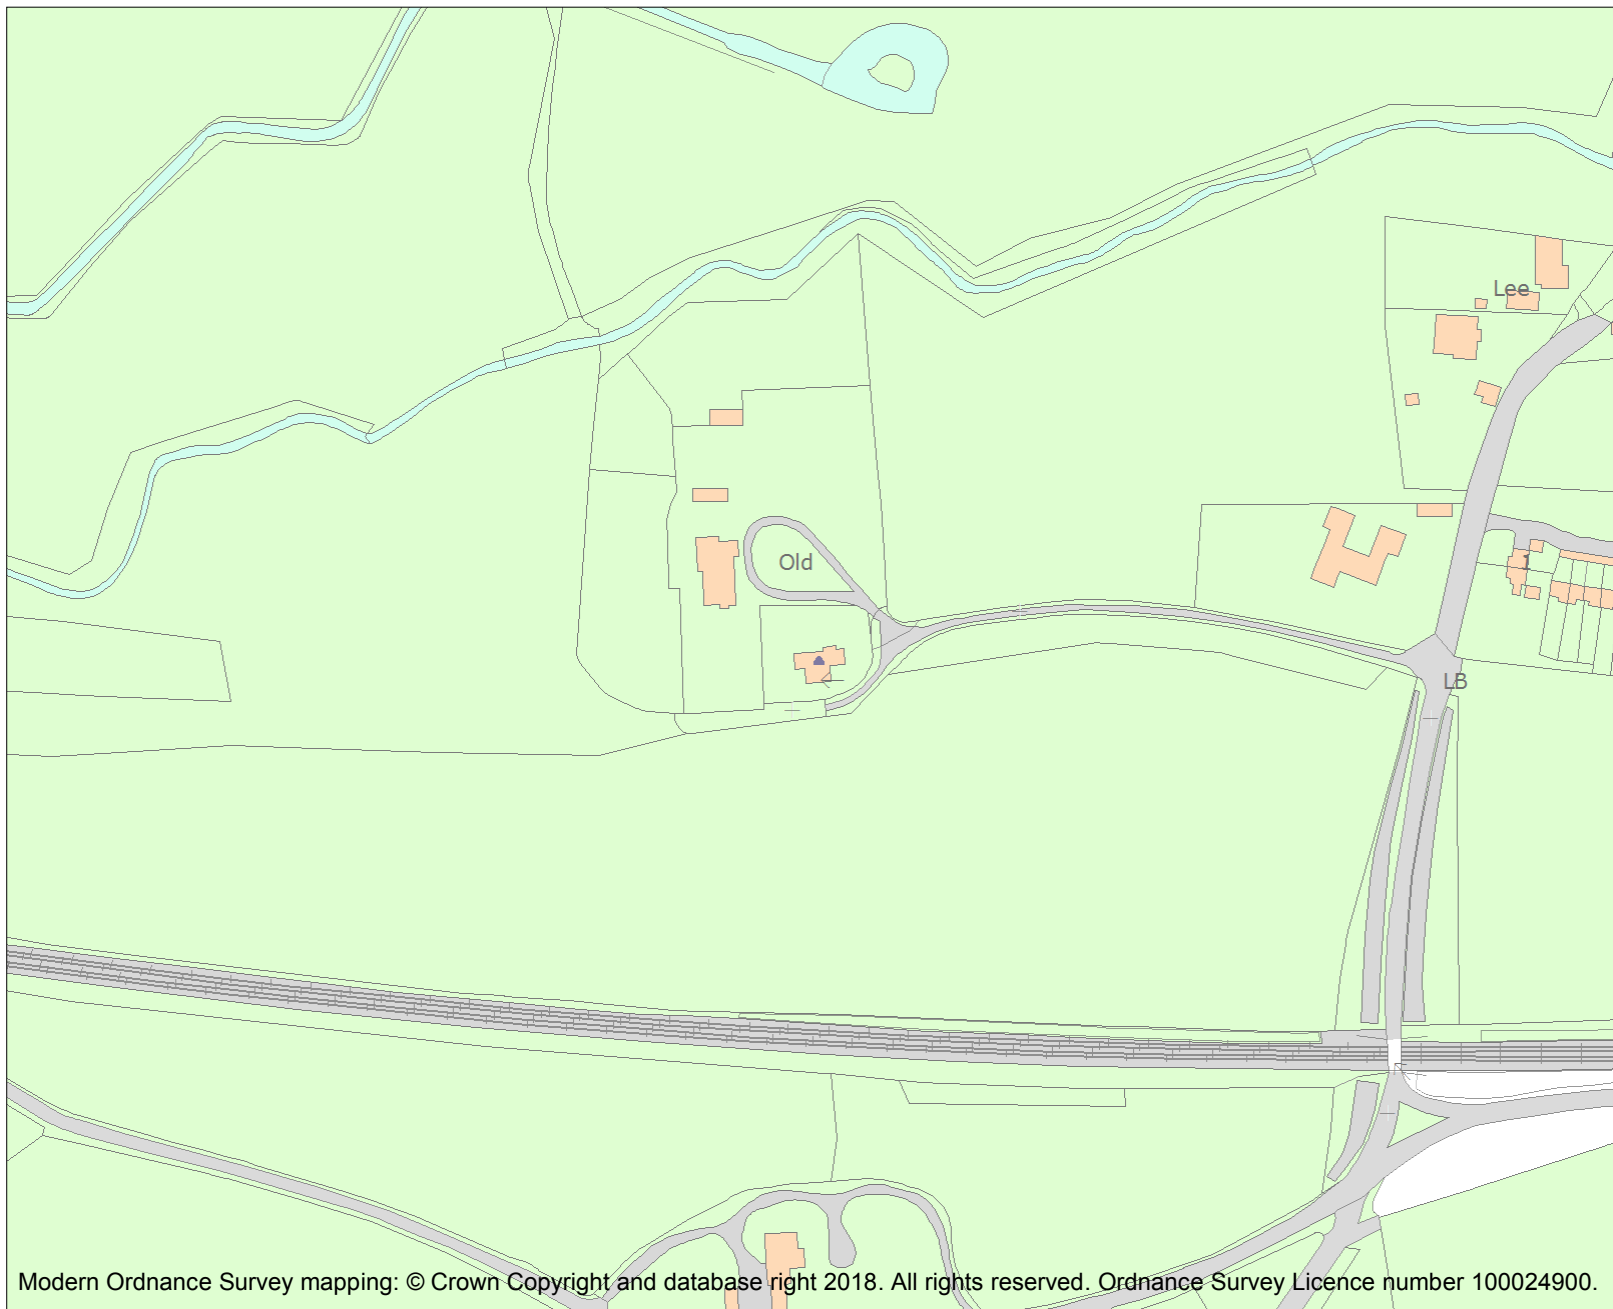 Lee
Old
1
LB
Modern Ordnance Survey mapping: © Crown Copyright and database right 2018. All rights reserved. Ordnance Survey Licence number 100024900.